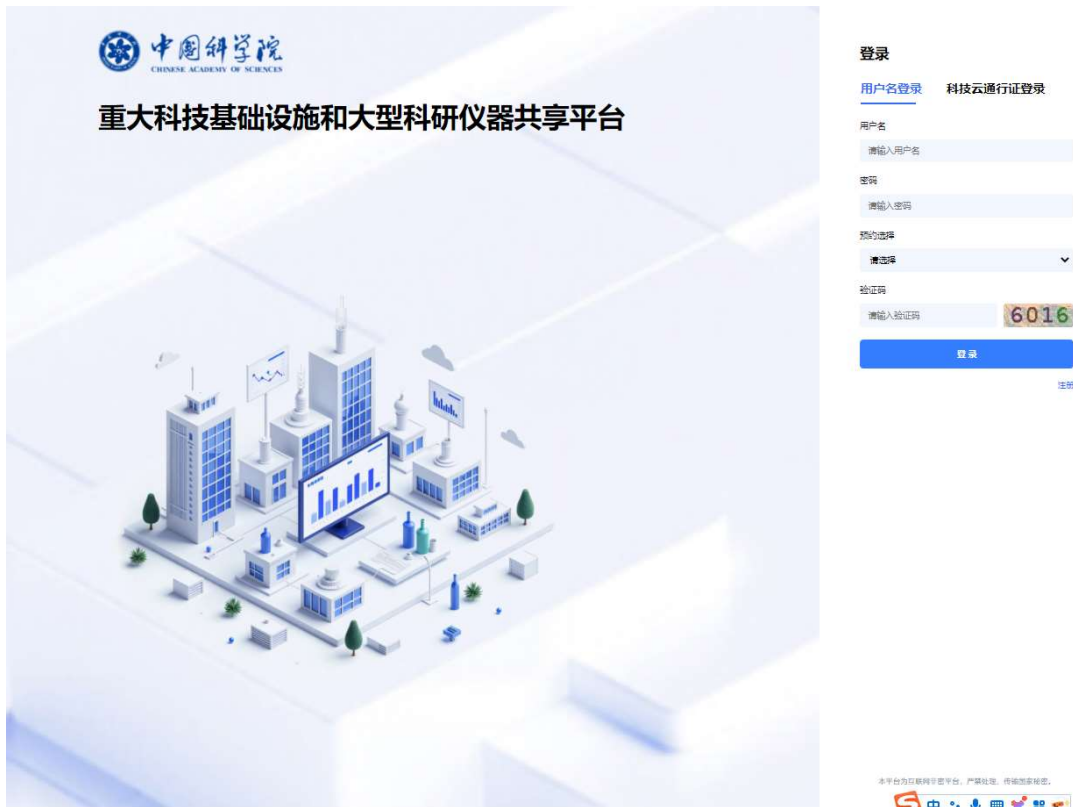 中国科学院
CHINESE ACADEMY OF SCIENCES
重大科技基础设施和大型科研仪器共享平台
登录
用户名登录 科技云通行证登录
用户名
请输入用户名
密码
请输入密码
预约选择
请选择
验证码
请输入验证码 6016
登录
注册
本平台为互联网非密平台，严禁处理、传输国家秘密。
中